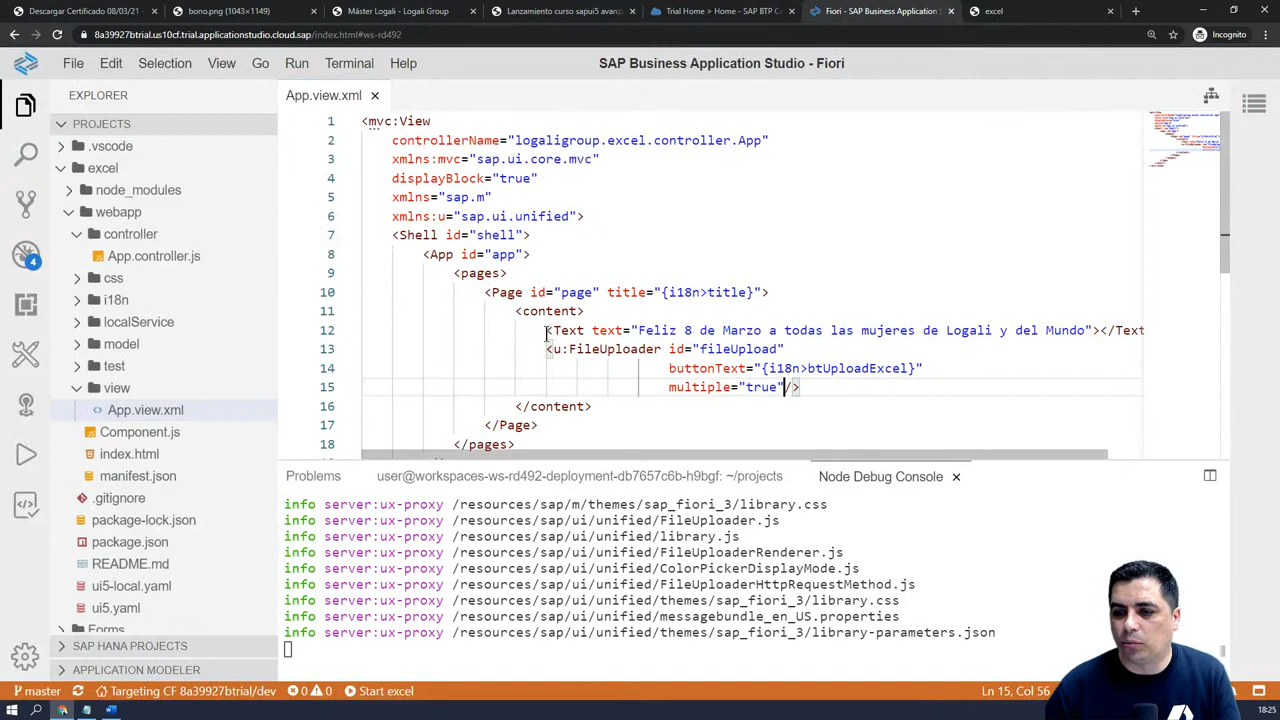 Descargar Certificado 08/03/21 -
bono.png (1043×1149)
Máster Logali - Logali Group
Lanzamiento curso sapui5 avanz
Trial Home > Home - SAP BTP C
Fiori - SAP Business Application S
excel
8a39927btrial.us10cf.trial.applicationstudio.cloud.sap/index.html#ws-rd492
Incognito
File Edit Selection View Go Run Terminal Help
SAP Business Application Studio - Fiori
EXPLORER
App.view.xml
PROJECTS
.vscode
excel
node_modules
webapp
controller
App.controller.js
css
i18n
localService
model
test
view
App.view.xml
Component.js
index.html
manifest.json
.gitignore
package-lock.json
package.json
README.md
ui5-local.yaml
ui5.yaml
Forms
SAP HANA PROJECTS
APPLICATION MODELER
4
1 <mvc:View
2 controllerName="logaligroup.excel.controller.App"
3 xmlns:mvc="sap.ui.core.mvc"
4 displayBlock="true"
5 xmlns="sap.m"
6 xmlns:u="sap.ui.unified">
7 <Shell id="shell">
8 <App id="app">
9 <pages>
10 <Page id="page" title="{i18n>title}">
11 <content>
12 <Text text="Feliz 8 de Marzo a todas las mujeres de Logali y del Mundo"></Text
13 <u:FileUploader id="fileUpload"
14 buttonText="{i18n>btUploadExcel}"
15 multiple="true"/>
16 </content>
17 </Page>
18 </pages>
Problems
user@workspaces-ws-rd492-deployment-db7657c6b-h9bgf: ~/projects
Node Debug Console
info server:ux-proxy /resources/sap/m/themes/sap_fiori_3/library.css
info server:ux-proxy /resources/sap/ui/unified/FileUploader.js
info server:ux-proxy /resources/sap/ui/unified/library.js
info server:ux-proxy /resources/sap/ui/unified/FileUploaderRenderer.js
info server:ux-proxy /resources/sap/ui/unified/ColorPickerDisplayMode.js
info server:ux-proxy /resources/sap/ui/unified/FileUploaderHttpRequestMethod.js
info server:ux-proxy /resources/sap/ui/unified/themes/sap_fiori_3/library.css
info server:ux-proxy /resources/sap/ui/unified/messagebundle_en_US.properties
info server:ux-proxy /resources/sap/ui/unified/themes/sap_fiori_3/library-parameters.json
master
Targeting CF 8a39927btrial/dev
0 0
Start excel
Ln 15, Col 56
18:25